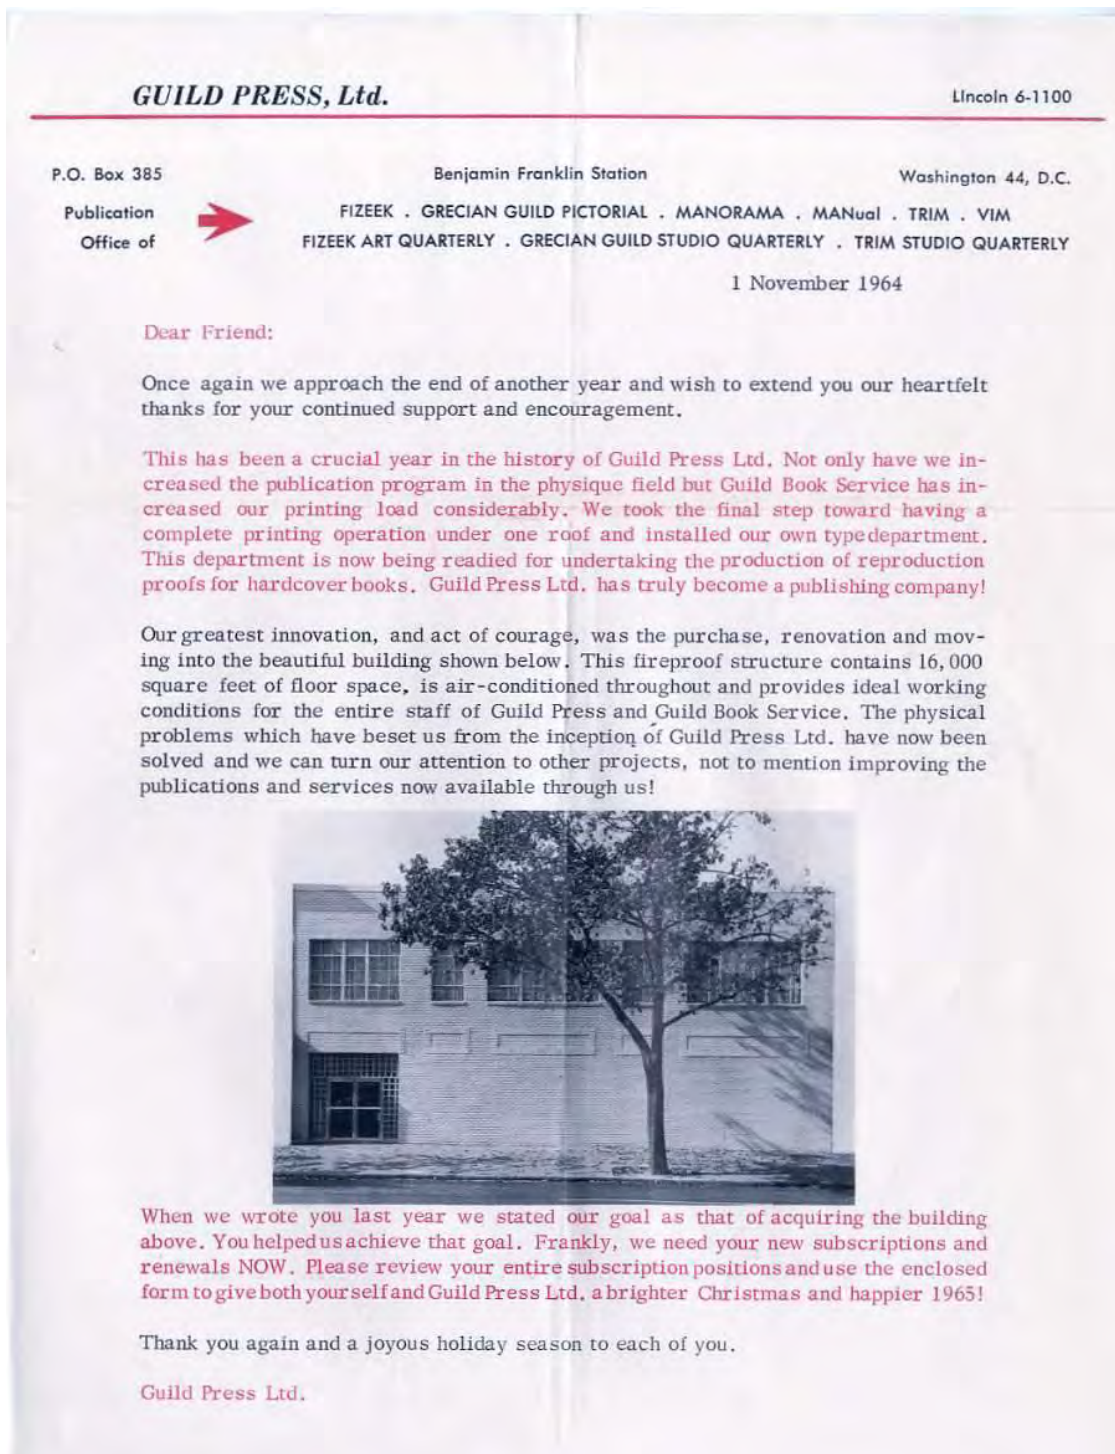 GUILD PRESS, Ltd.
LIncoln 6-1100
P.O. Box 385
Benjamin Franklin Station
Washington 44, D.C.
Publication
Office of
FIZEEK . GRECIAN GUILD PICTORIAL . MANORAMA . MANual . TRIM . VIM
FIZEEK ART QUARTERLY . GRECIAN GUILD STUDIO QUARTERLY . TRIM STUDIO QUARTERLY
1 November 1964
Dear Friend:
Once again we approach the end of another year and wish to extend you our heartfelt
thanks for your continued support and encouragement.
This has been a crucial year in the history of Guild Press Ltd. Not only have we in-
creased the publication program in the physique field but Guild Book Service has in-
creased our printing load considerably. We took the final step toward having a
complete printing operation under one roof and installed our own type department.
This department is now being readied for undertaking the production of reproduction
proofs for hardcover books. Guild Press Ltd. has truly become a publishing company!
Our greatest innovation, and act of courage, was the purchase, renovation and mov-
ing into the beautiful building shown below. This fireproof structure contains 16,000
square feet of floor space, is air-conditioned throughout and provides ideal working
conditions for the entire staff of Guild Press and Guild Book Service. The physical
problems which have beset us from the inception of Guild Press Ltd. have now been
solved and we can turn our attention to other projects, not to mention improving the
publications and services now available through us!
When we wrote you last year we stated our goal as that of acquiring the building
above. You helped us achieve that goal. Frankly, we need your new subscriptions and
renewals NOW. Please review your entire subscription positions and use the enclosed
form to give both yourself and Guild Press Ltd. a brighter Christmas and happier 1965!
Thank you again and a joyous holiday season to each of you.
Guild Press Ltd.